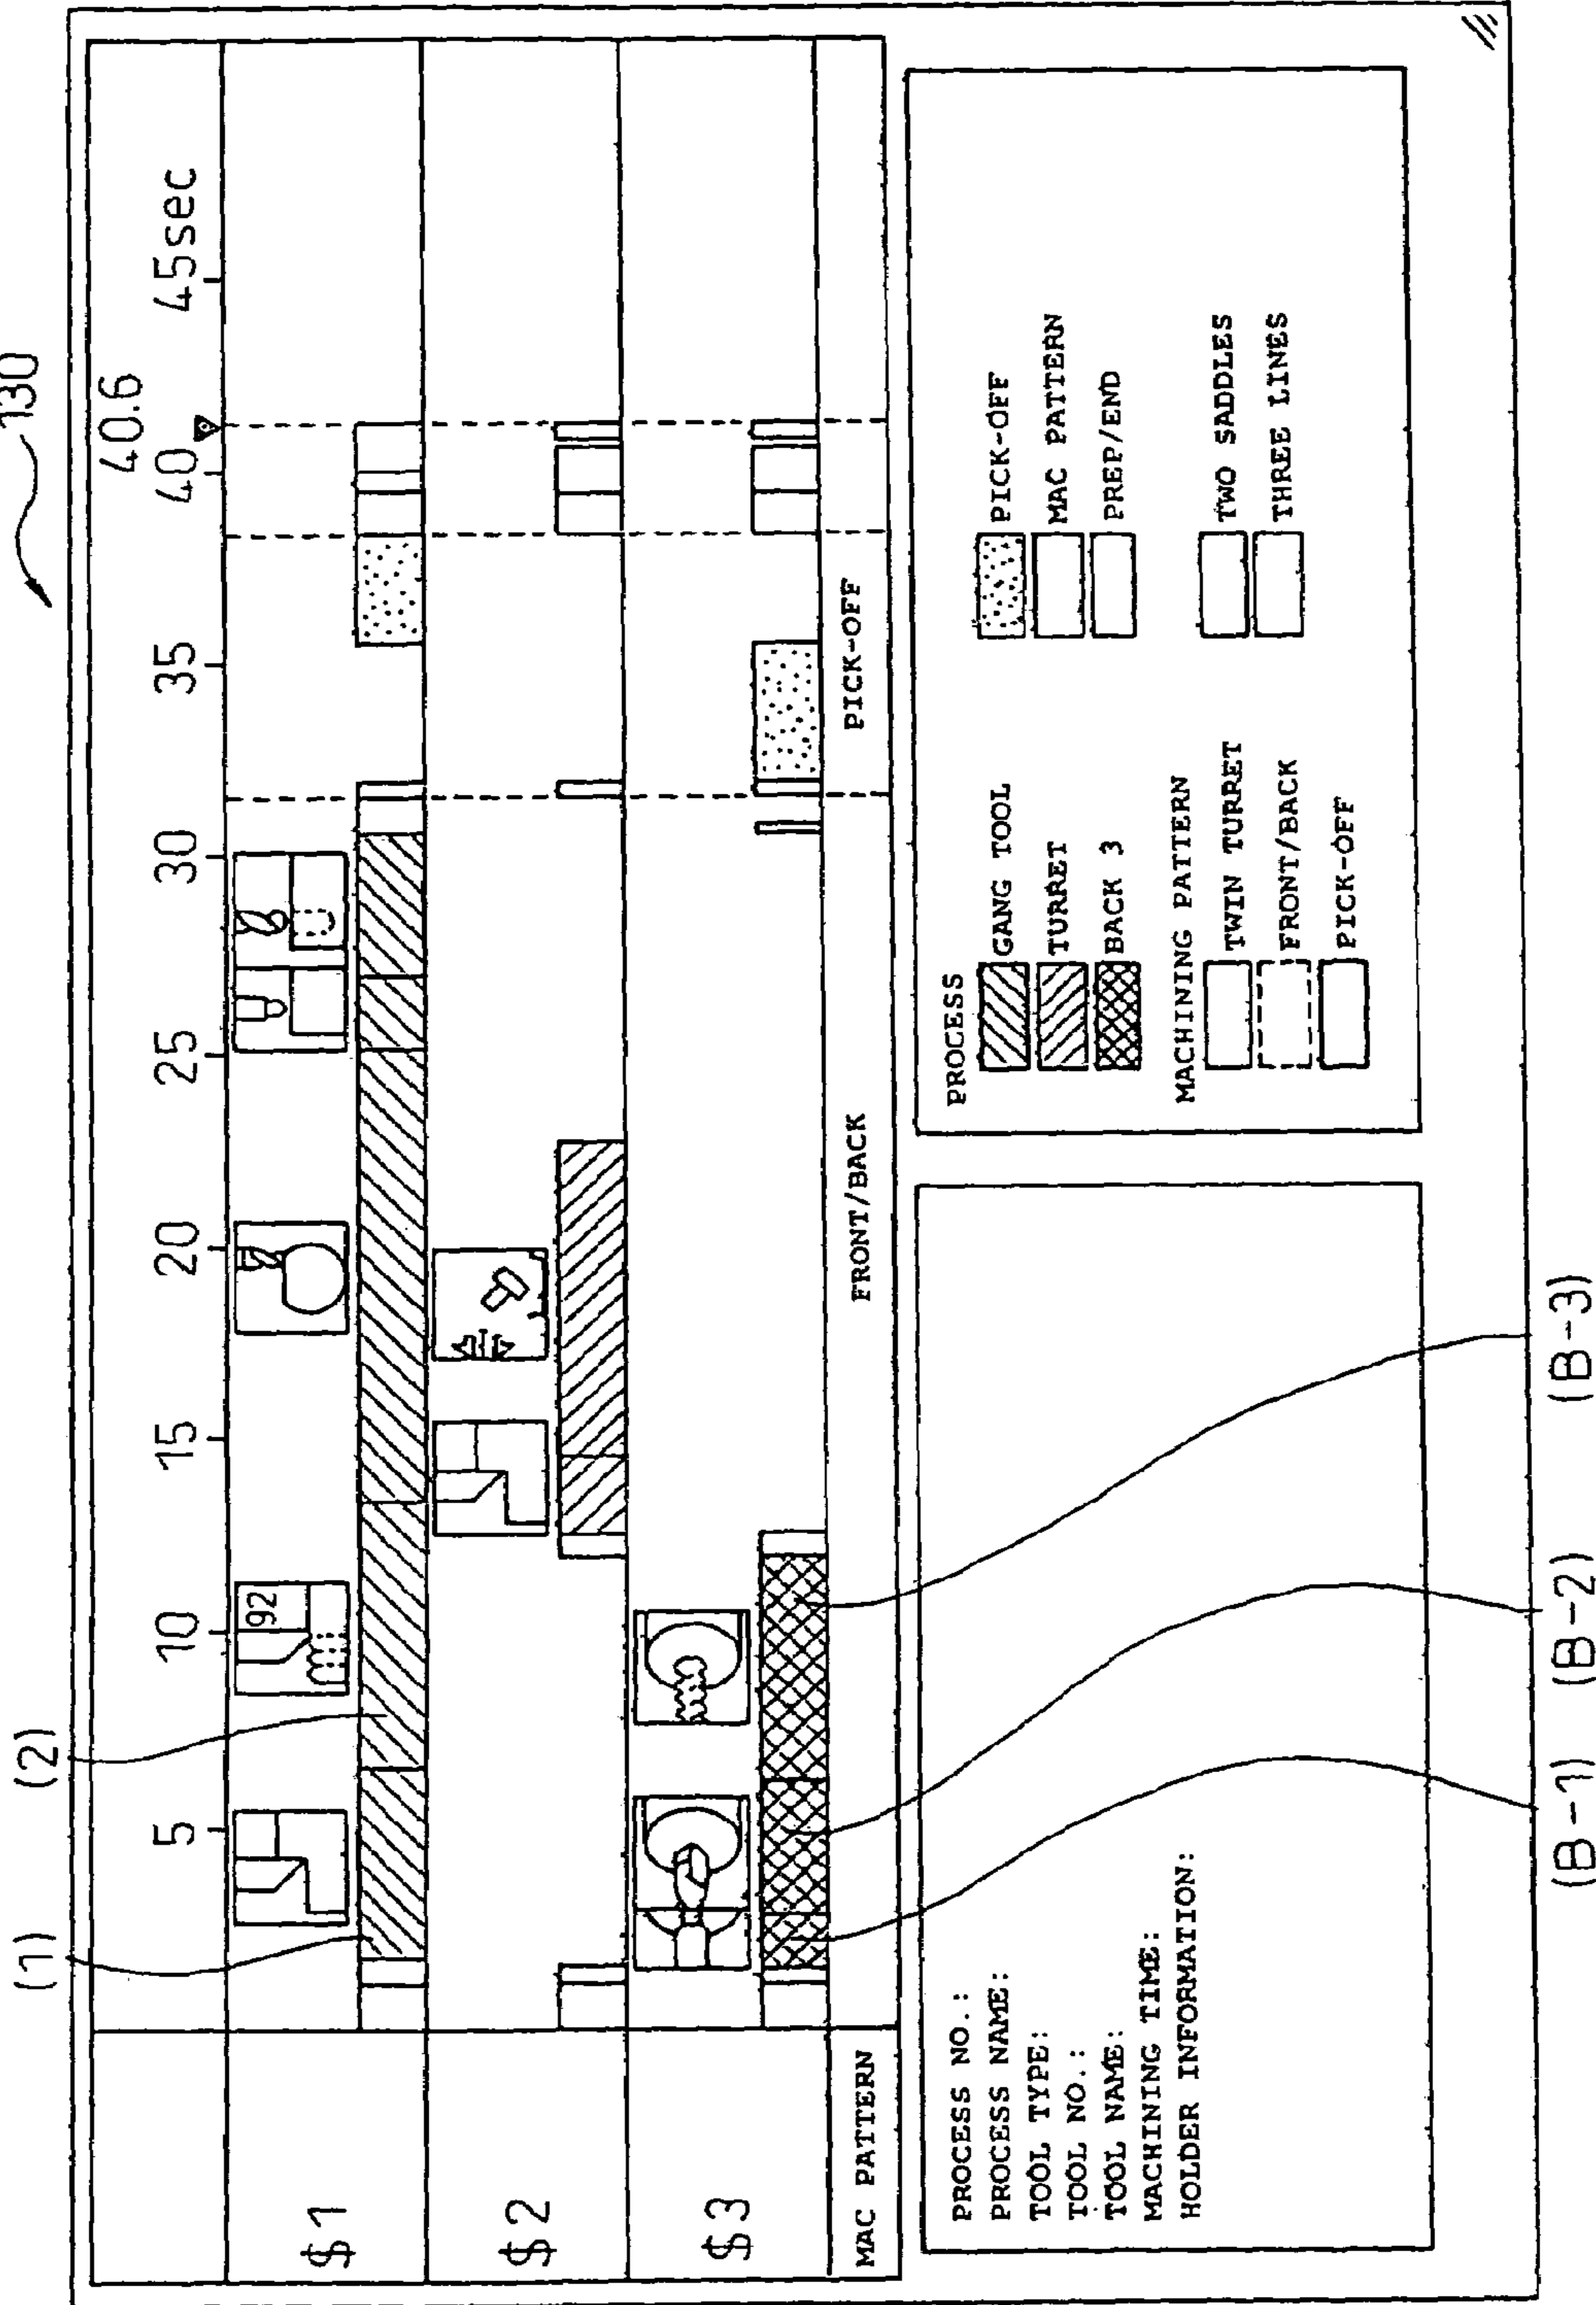 130
(1)
(2)
40.6
5
10
15
20
25
30
35
40
45sec
$1
92
$2
$3
MAC PATTERN
FRONT/BACK
PICK-OFF
PROCESS NO.:
PROCESS NAME:
TOOL TYPE:
TOOL NO.:
TOOL NAME:
MACHINING TIME:
HOLDER INFORMATION:
PROCESS
GANG TOOL
PICK-OFF
TURRET
MAC PATTERN
BACK 3
PREP/END
MACHINING PATTERN
TWIN TURRET
TWO SADDLES
FRONT/BACK
THREE LINES
PICK-OFF
(B-1)
(B-2)
(B-3)